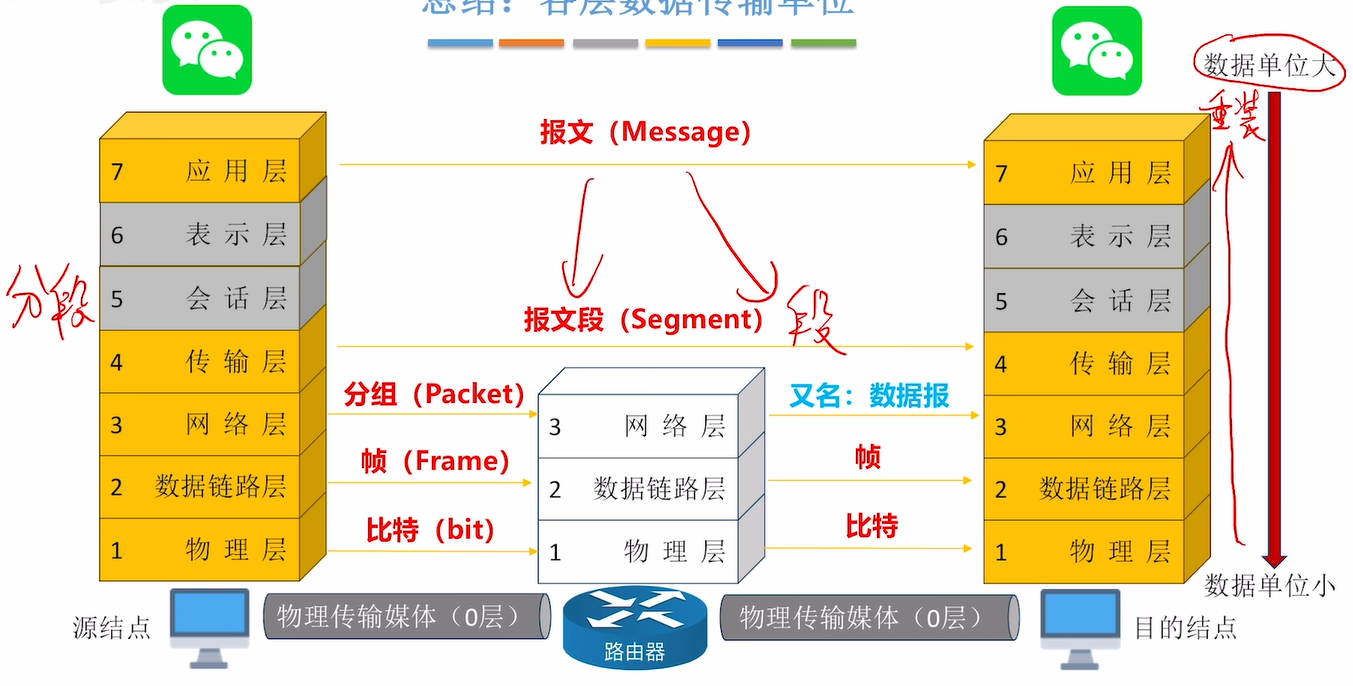 总结：各层数据传输单位
数据单位大
重装
报文（Message）
7 应用层
7 应用层
6 表示层
6 表示层
分段
5 会话层
5 会话层
报文段（Segment）
段
4 传输层
4 传输层
分组（Packet）
又名：数据报
3 网络层
3 网络层
3 网络层
帧（Frame）
帧
2 数据链路层
2 数据链路层
2 数据链路层
比特（bit）
比特
1 物理层
1 物理层
1 物理层
数据单位小
源结点
物理传输媒体（0层）
路由器
物理传输媒体（0层）
目的结点